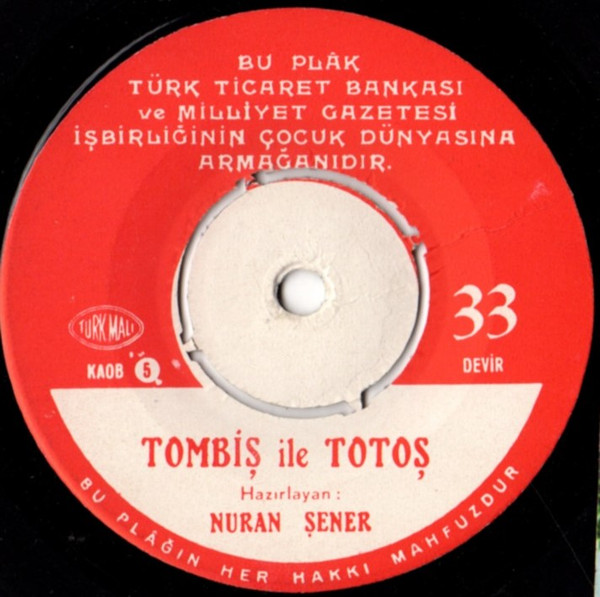 BU PLÂK
TÜRK TİCARET BANKASI
ve MİLLİYET GAZETESİ
İŞBİRLİĞİNİN ÇOCUK DÜNYASINA
ARMAĞANIDIR.
TÜRK MALI
33
KAOB 5
DEVİR
TOMBİŞ ile TOTOŞ
Hazırlayan :
NURAN ŞENER
BU PLÂĞIN HER HAKKI MAHFUZDUR